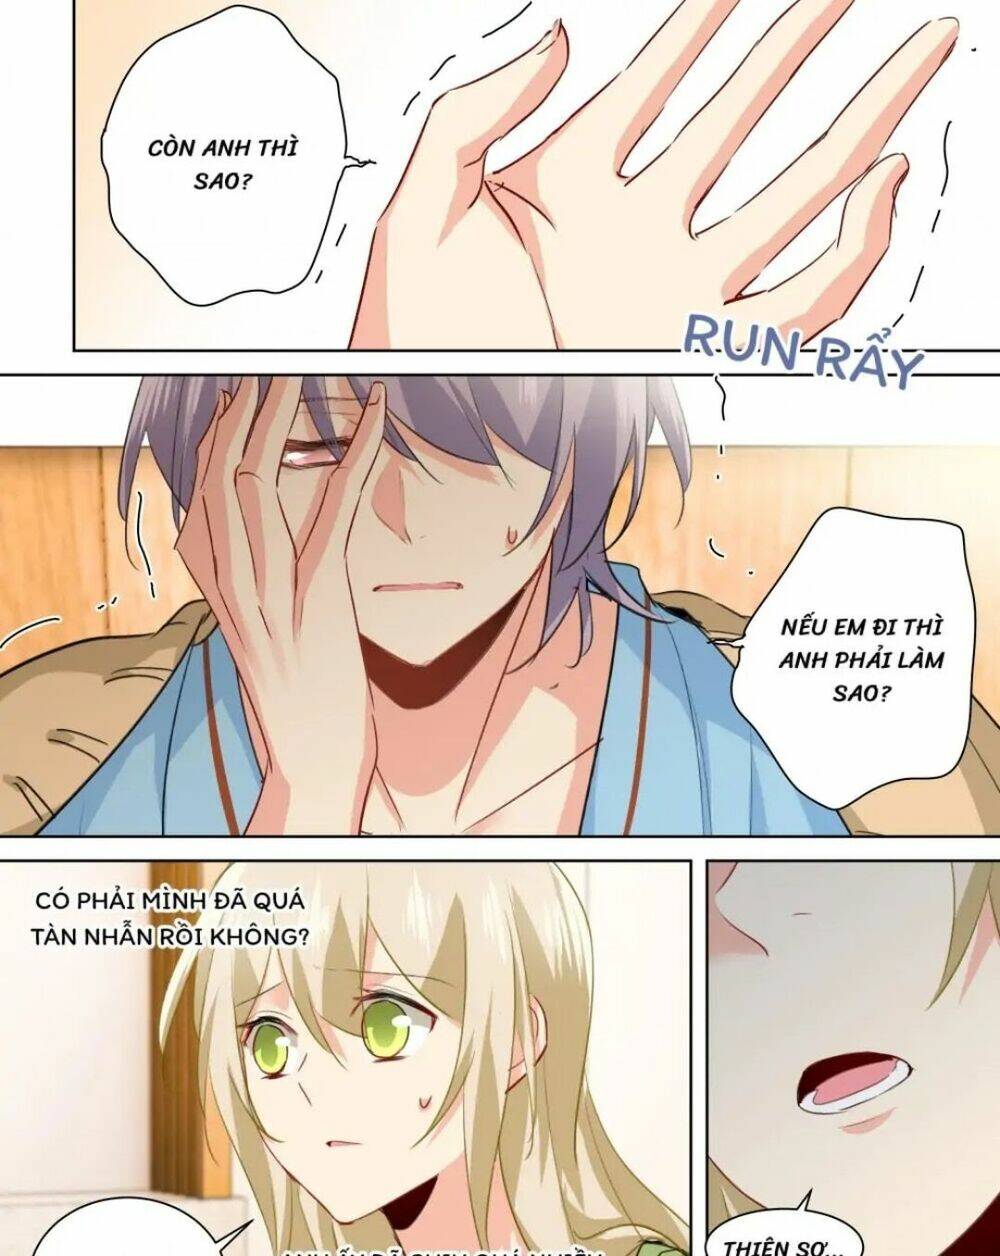 CÒN ANH THÌ
SAO?
RUN RẨY
NẾU EM ĐI THÌ
ANH PHẢI LÀM
SAO?
CÓ PHẢI MÌNH ĐÃ QUÁ
TÀN NHẪN RỒI KHÔNG?
THIÊN SƠ...